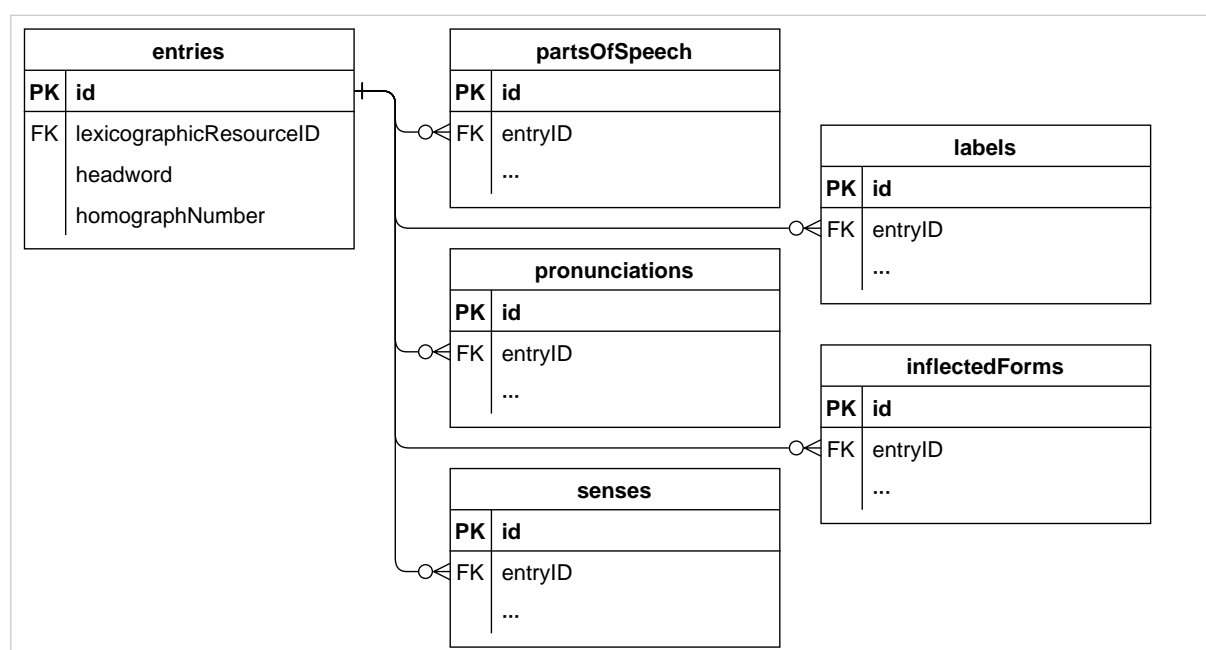 entries
PK id
FK lexicographicResourceID
headword
homographNumber
partsOfSpeech
PK id
FK entryID
...
labels
PK id
FK entryID
...
pronunciations
PK id
FK entryID
...
inflectedForms
PK id
FK entryID
...
senses
PK id
FK entryID
...